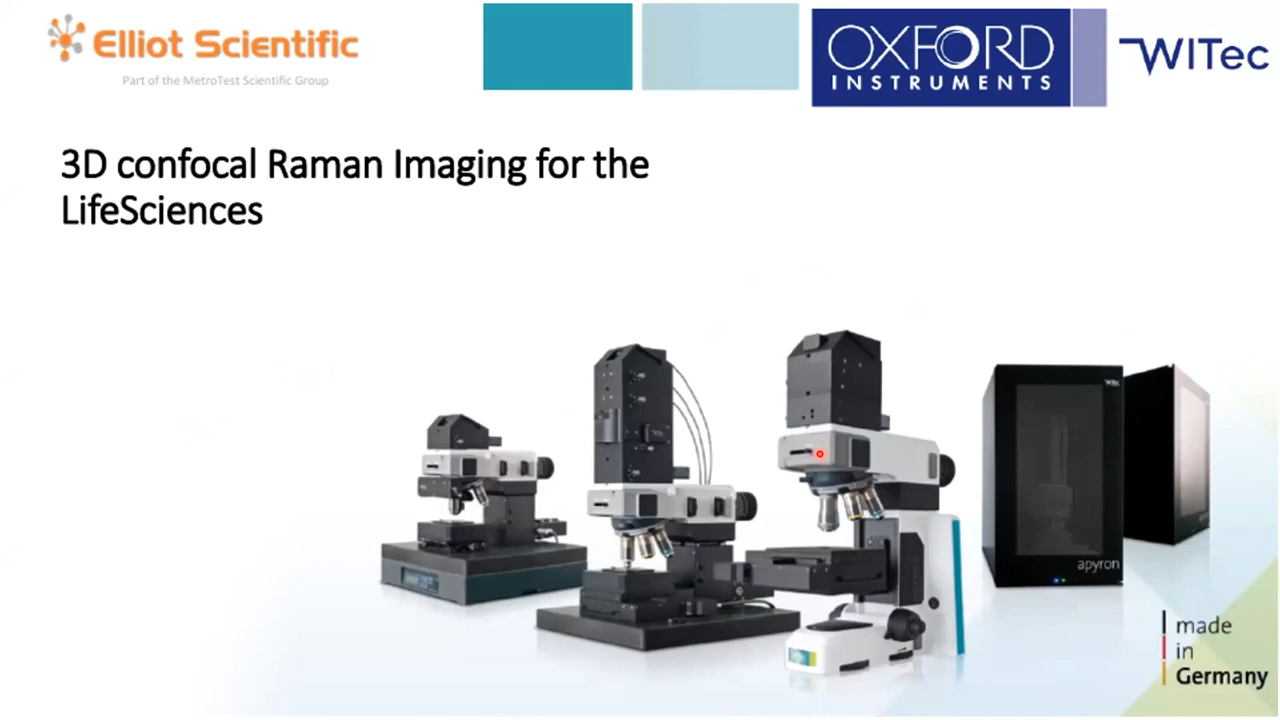 Elliot Scientific
Part of the MetroTest Scientific Group
OXFORD
INSTRUMENTS
WITec
3D confocal Raman Imaging for the
LifeSciences
WITec
apyron
made
in
Germany